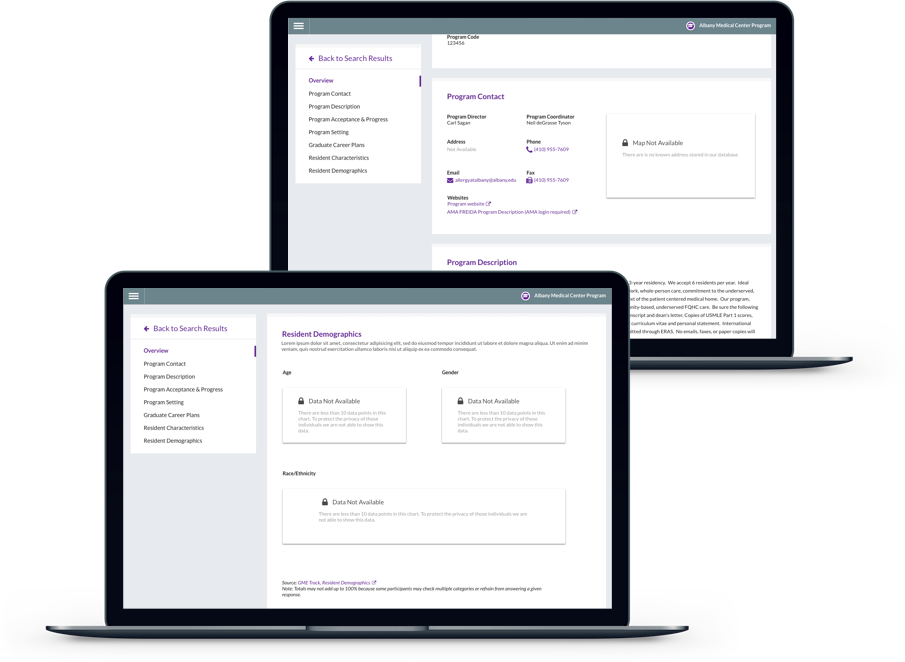 Albany Medical Center Program
Back to Search Results
Overview
Program Contact
Program Description
Program Acceptance & Progress
Program Setting
Graduate Career Plans
Resident Characteristics
Resident Demographics
Program Code
123456
Program Contact
Program Director
Carl Sagan
Program Coordinator
Neil deGrasse Tyson
Address
Not Available
Phone
(410) 955-7609
Email
allergyatalbany@albany.edu
Fax
(410) 955-7609
Websites
Program website
AMA FREIDA Program Description (AMA login required)
Map Not Available
There are is no known address stored in our database.
Program Description
-year residency. We accept 6 residents per year. Ideal
ork, whole-person care, commitment to the underserved,
et of the patient centered medical home. Our program,
nity-based, underserved FQHC care. Be sure the following
nscript and dean's letter, Copies of USMLE Part 1 scores,
curriculum vitae and personal statement. International
tted through ERAS. No emails, faxes, or paper copies will
Albany Medical Center Program
Back to Search Results
Overview
Program Contact
Program Description
Program Acceptance & Progress
Program Setting
Graduate Career Plans
Resident Characteristics
Resident Demographics
Resident Demographics
Lorem ipsum dolor sit amet, consectetur adipisicing elit, sed do eiusmod tempor incididunt ut labore et dolore magna aliqua. Ut enim ad minim
veniam, quis nostrud exercitation ullamco laboris nisi ut aliquip ex ea commodo consequat.
Age
Data Not Available
There are less than 10 data points in this
chart. To protect the privacy of those
individuals we are not able to show this
data.
Gender
Data Not Available
There are less than 10 data points in this
chart. To protect the privacy of those
individuals we are not able to show this
data.
Race/Ethnicity
Data Not Available
There are less than 10 data points in this chart. To protect the privacy of those individuals we are
not able to show this data.
Source: GME Track, Resident Demographics
Note: Totals may not add up to 100% because some participants may check multiple categories or refrain from answering a given
response.